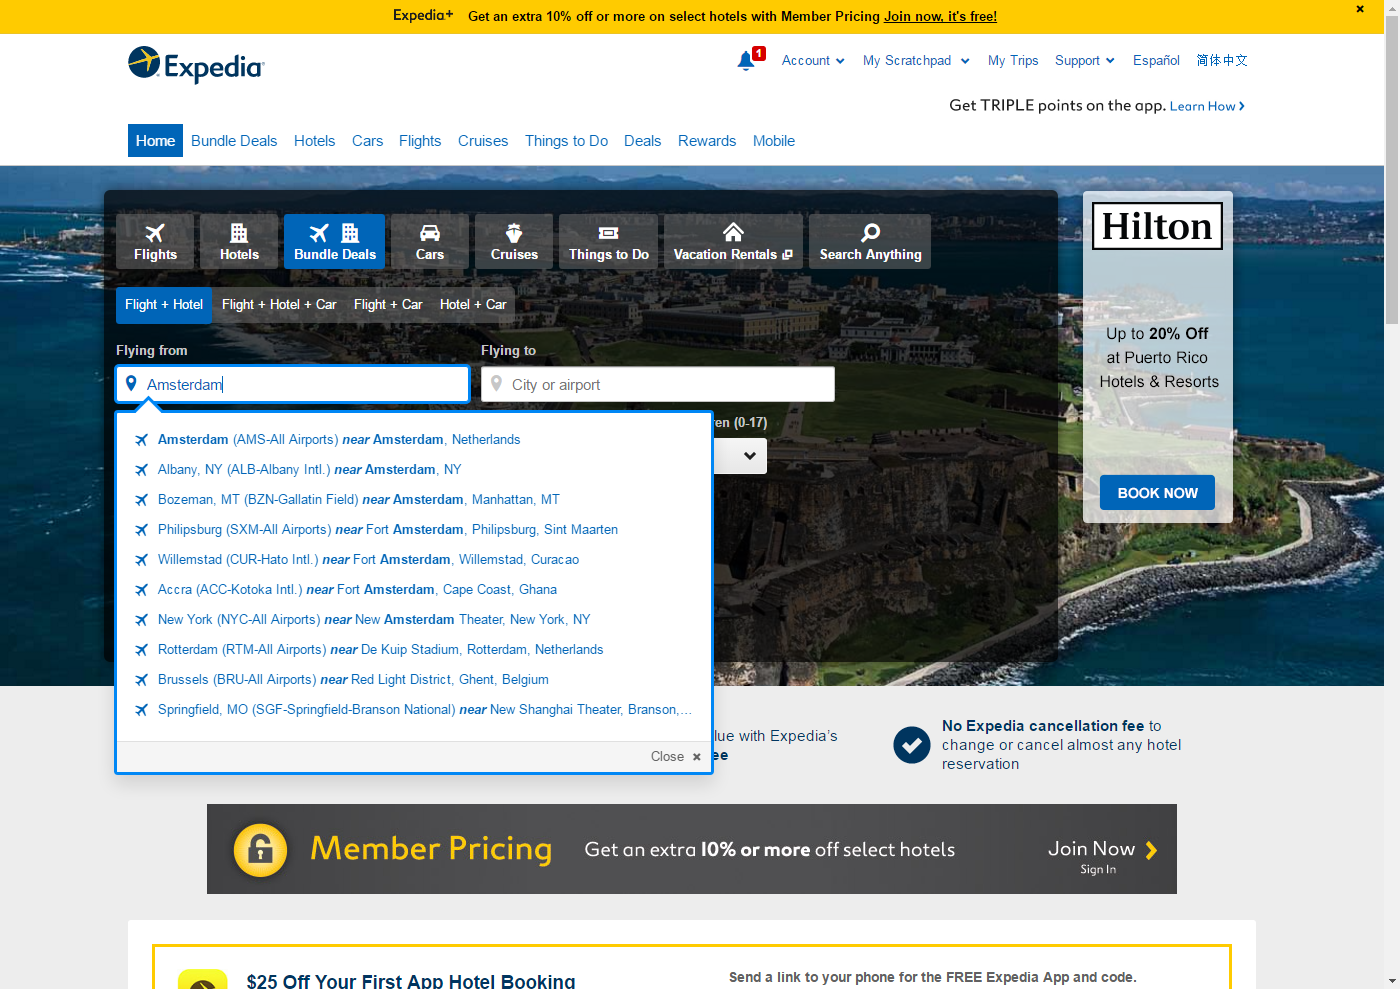 Expedia+ Get an extra 10% off or more on select hotels with Member Pricing Join now, it's free!
Expedia
1
Account
My Scratchpad
My Trips
Support
Español
简体中文
Get TRIPLE points on the app. Learn How
Home
Bundle Deals
Hotels
Cars
Flights
Cruises
Things to Do
Deals
Rewards
Mobile
Flights
Hotels
Bundle Deals
Cars
Cruises
Things to Do
Vacation Rentals
Search Anything
Flight + Hotel
Flight + Hotel + Car
Flight + Car
Hotel + Car
Flying from
Flying to
Amsterdam
City or airport
ren (0-17)
Amsterdam (AMS-All Airports) near Amsterdam, Netherlands
Albany, NY (ALB-Albany Intl.) near Amsterdam, NY
Bozeman, MT (BZN-Gallatin Field) near Amsterdam, Manhattan, MT
Philipsburg (SXM-All Airports) near Fort Amsterdam, Philipsburg, Sint Maarten
Willemstad (CUR-Hato Intl.) near Fort Amsterdam, Willemstad, Curacao
Accra (ACC-Kotoka Intl.) near Fort Amsterdam, Cape Coast, Ghana
New York (NYC-All Airports) near New Amsterdam Theater, New York, NY
Rotterdam (RTM-All Airports) near De Kuip Stadium, Rotterdam, Netherlands
Brussels (BRU-All Airports) near Red Light District, Ghent, Belgium
Springfield, MO (SGF-Springfield-Branson National) near New Shanghai Theater, Branson,...
Close
Hilton
Up to 20% Off
at Puerto Rico
Hotels & Resorts
BOOK NOW
lue with Expedia's
ee
No Expedia cancellation fee to
change or cancel almost any hotel
reservation
Member Pricing
Get an extra 10% or more off select hotels
Join Now
Sign In
$25 Off Your First App Hotel Booking
Send a link to your phone for the FREE Expedia App and code.